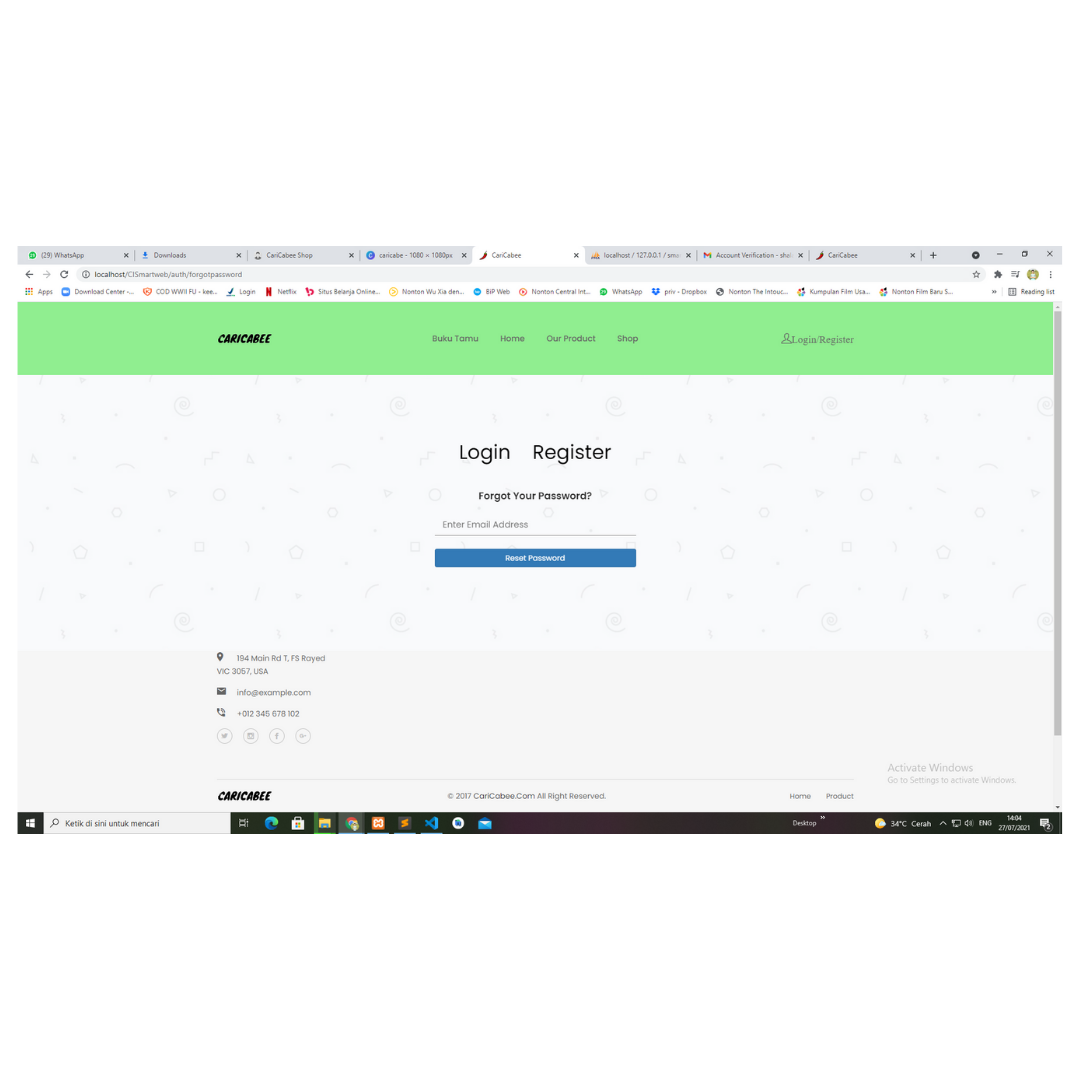 (29) WhatsApp
Downloads
CariCabee Shop
caricabe - 1080 × 1080px
CariCabee
localhost / 127.0.0.1 / sma
Account Verification - shal
CariCabee
localhost/CISmartweb/auth/forgotpassword
Apps
Download Center -...
COD WWII FU - kee...
Login
Netflix
Situs Belanja Online...
Nonton Wu Xia den...
BiP Web
Nonton Central Int...
WhatsApp
priv - Dropbox
Nonton The Intouc...
Kumpulan Film Usa...
Nonton Film Baru S...
»
Reading list
CARICABEE
Buku Tamu
Home
Our Product
Shop
Login/Register
Login Register
Forgot Your Password?
Enter Email Address
Reset Password
194 Main Rd T, FS Rayed
VIC 3057, USA
info@example.com
+012 345 678 102
Activate Windows
Go to Settings to activate Windows.
CARICABEE
© 2017 CariCabee.Com All Right Reserved.
Home Product
Ketik di sini untuk mencari
Desktop
»
34°C Cerah
ENG
14:04
27/07/2021
2